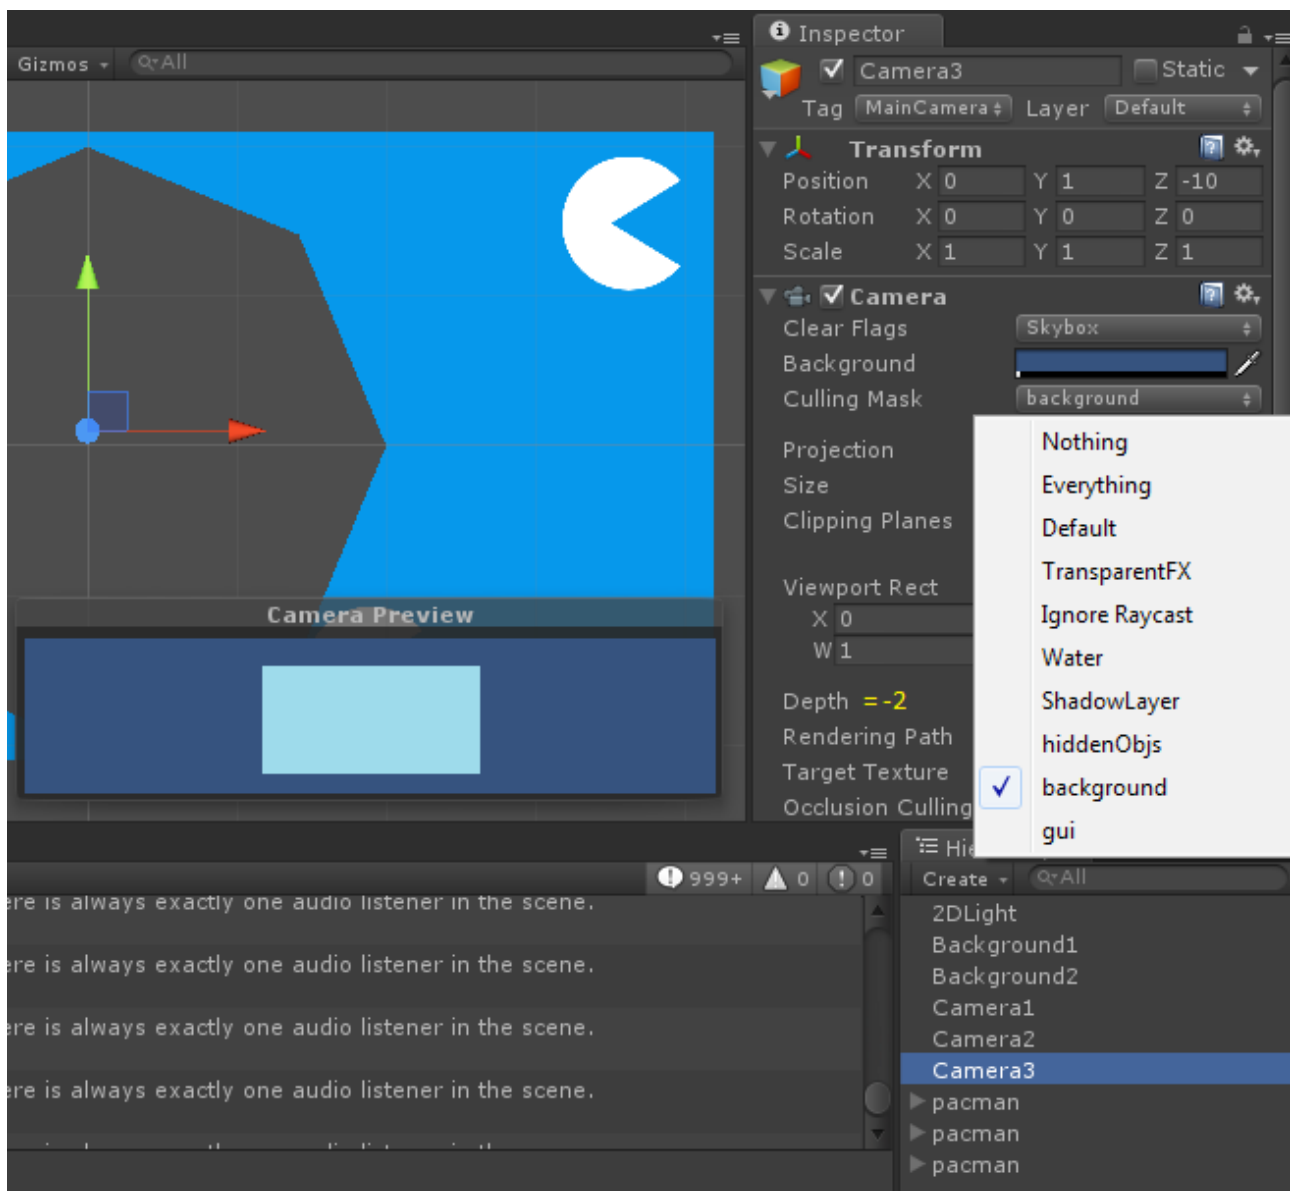 Inspector
Gizmos
All
Camera3
Static
Tag MainCamera Layer Default
Transform
Position X 0 Y 1 Z -10
Rotation X 0 Y 0 Z 0
Scale X 1 Y 1 Z 1
Camera
Clear Flags Skybox
Background
Culling Mask background
Projection
Size
Clipping Planes
Viewport Rect
X 0
W 1
Depth =-2
Rendering Path
Target Texture
Occlusion Culling
Nothing
Everything
Default
TransparentFX
Ignore Raycast
Water
ShadowLayer
hiddenObjs
background
gui
Camera Preview
999+ 0 0
ere is always exactly one audio listener in the scene.
ere is always exactly one audio listener in the scene.
ere is always exactly one audio listener in the scene.
ere is always exactly one audio listener in the scene.
Hie
Create All
2DLight
Background1
Background2
Camera1
Camera2
Camera3
pacman
pacman
pacman